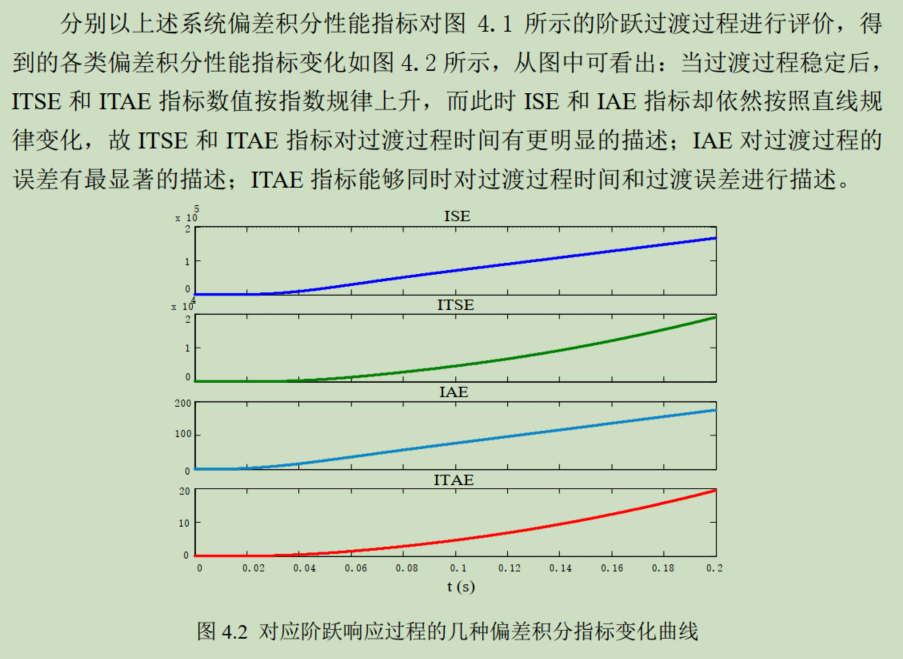 分别以上述系统偏差积分性能指标对图 4.1 所示的阶跃过渡过程进行评价，得
到的各类偏差积分性能指标变化如图 4.2 所示，从图中可看出：当过渡过程稳定后，
ITSE 和 ITAE 指标数值按指数规律上升，而此时 ISE 和 IAE 指标却依然按照直线规
律变化，故 ITSE 和 ITAE 指标对过渡过程时间有更明显的描述；IAE 对过渡过程的
误差有最显著的描述；ITAE 指标能够同时对过渡过程时间和过渡误差进行描述。
ISE
x 10^5
2
1
0
ITSE
x 10^4
2
1
0
IAE
200
100
0
ITAE
20
10
0
0 0.02 0.04 0.06 0.08 0.1 0.12 0.14 0.16 0.18 0.2
t (s)
图 4.2 对应阶跃响应过程的几种偏差积分指标变化曲线